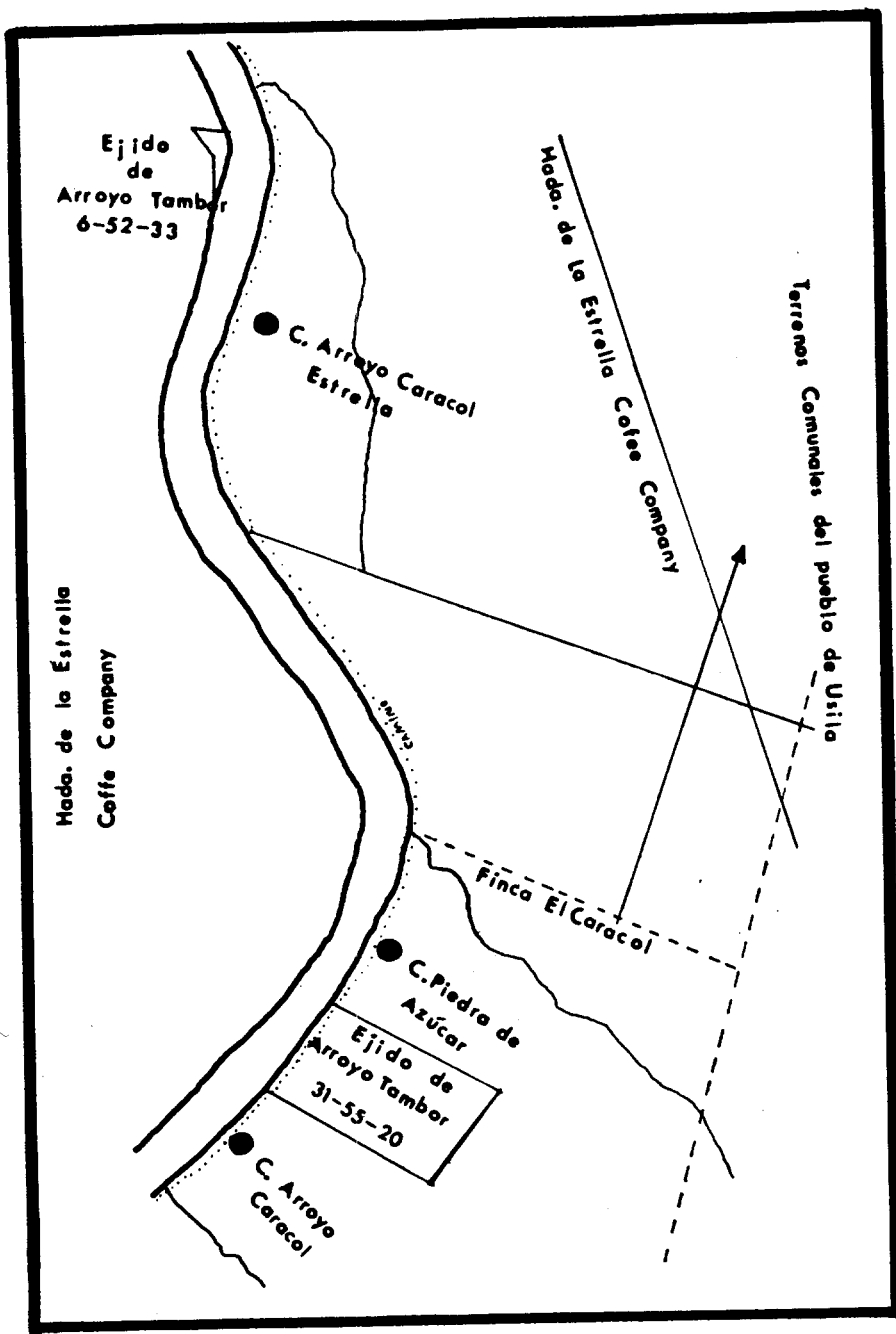 Ejido
de
Arroyo Tambor
6-52-33
C. Arroyo Caracol
Estrella
Hada. de La Estrella Cofee Company
Terrenos Comunales del pueblo de Usila
Hada. de la Estrella
Coffe Company
CAMINO
Finca El Caracol
C. Piedra de
Azúcar
Ejido de
Arroyo Tambor
31-55-20
C. Arroyo
Caracol